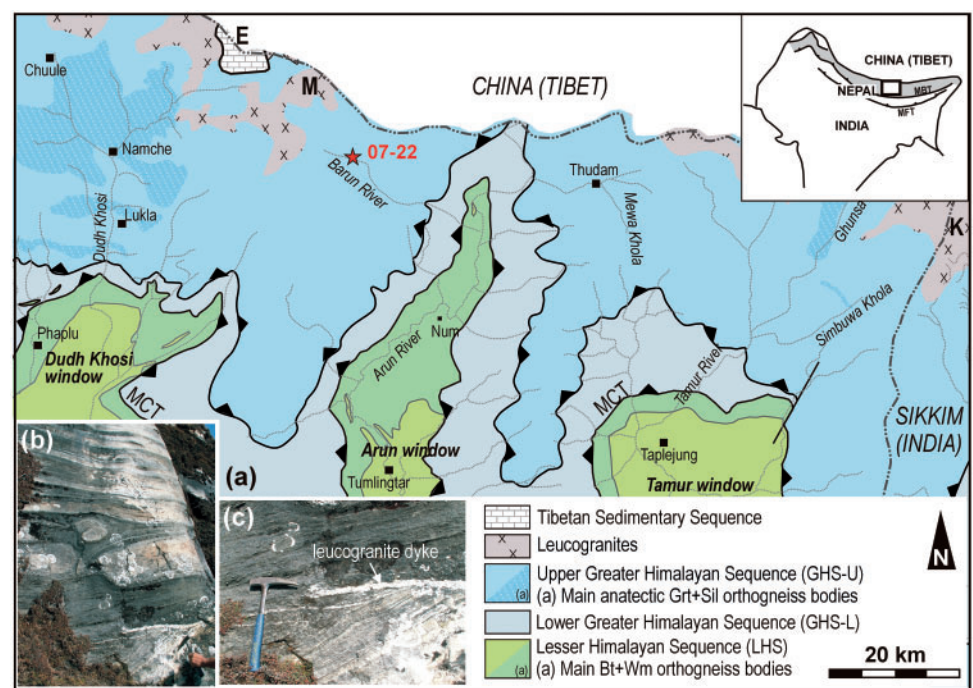 E
Chuule
M
CHINA (TIBET)
07-22
Namche
Barun River
Thudam
Lukla
Dudh Khosi
Mewa Khola
Ghunsa
K
Simbuwa Khola
Phaplu
Dudh Khosi
window
Num
Arun River
MCT
MCT
Tamur River
SIKKIM
(INDIA)
Arun window
Taplejung
Tumlingtar
Tamur window
CHINA (TIBET)
NEPAL
MBT
MFT
INDIA
(a)
(b)
(c)
leucogranite dyke
Tibetan Sedimentary Sequence
x x Leucogranites
Upper Greater Himalayan Sequence (GHS-U)
(a) (a) Main anatectic Grt+Sil orthogneiss bodies
Lower Greater Himalayan Sequence (GHS-L)
Lesser Himalayan Sequence (LHS)
(a) (a) Main Bt+Wm orthogneiss bodies
N
20 km